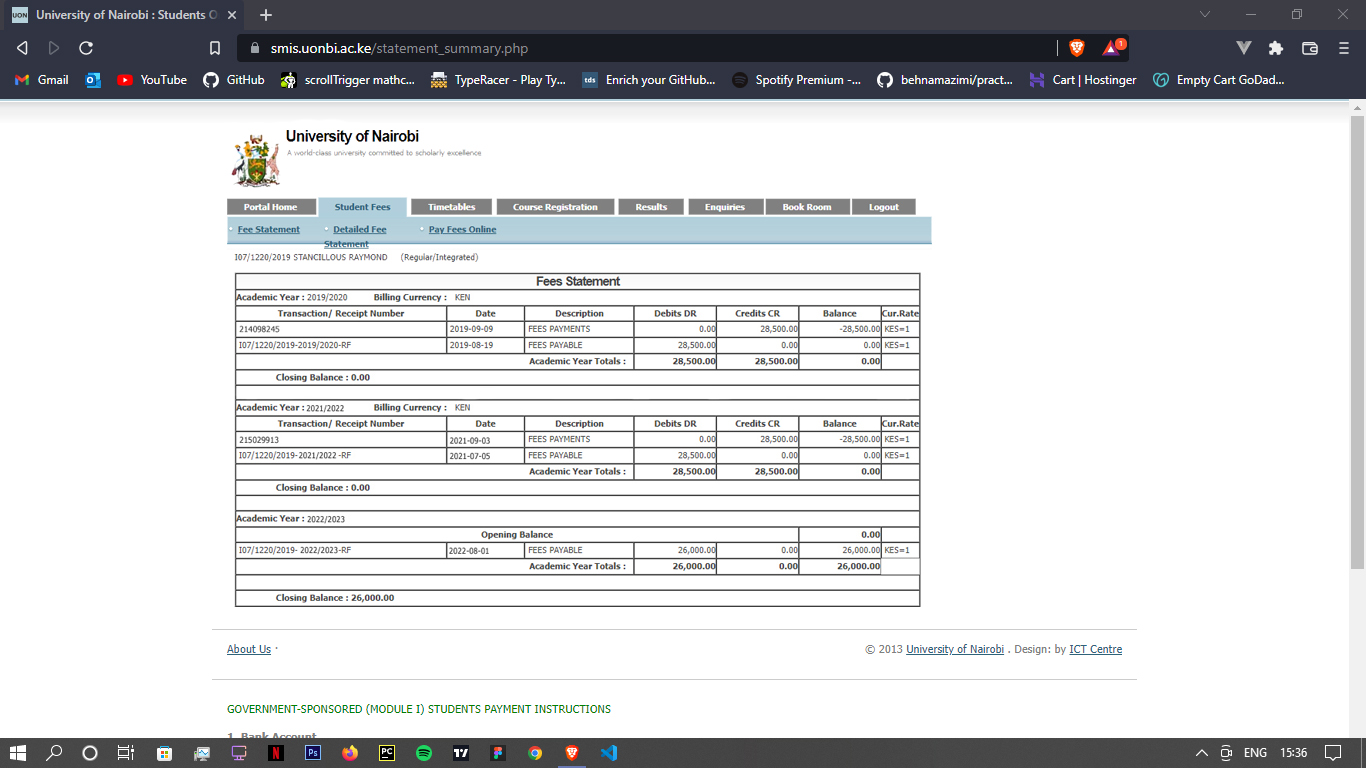 UON University of Nairobi : Students O
smis.uonbi.ac.ke/statement_summary.php
1
Gmail YouTube GitHub scrollTrigger mathc... TypeRacer - Play Ty... tds Enrich your GitHub... Spotify Premium -... behnamazimi/pract... Cart | Hostinger Empty Cart GoDad...
University of Nairobi
A world-class university committed to scholarly excellence
Portal Home Student Fees Timetables Course Registration Results Enquiries Book Room Logout
Fee Statement Detailed Fee Pay Fees Online
Statement
I07/1220/2019 STANCILLOUS RAYMOND (Regular/Integrated)
Fees Statement
Academic Year : 2019/2020 Billing Currency : KEN
Transaction/ Receipt Number Date Description Debits DR Credits CR Balance Cur.Rate
214098245 2019-09-09 FEES PAYMENTS 0.00 28,500.00 -28,500.00 KES=1
I07/1220/2019-2019/2020-RF 2019-08-19 FEES PAYABLE 28,500.00 0.00 0.00 KES=1
Academic Year Totals : 28,500.00 28,500.00 0.00
Closing Balance : 0.00
Academic Year : 2021/2022 Billing Currency : KEN
Transaction/ Receipt Number Date Description Debits DR Credits CR Balance Cur.Rate
215029913 2021-09-03 FEES PAYMENTS 0.00 28,500.00 -28,500.00 KES=1
I07/1220/2019-2021/2022 -RF 2021-07-05 FEES PAYABLE 28,500.00 0.00 0.00 KES=1
Academic Year Totals : 28,500.00 28,500.00 0.00
Closing Balance : 0.00
Academic Year : 2022/2023
Opening Balance 0.00
I07/1220/2019- 2022/2023-RF 2022-08-01 FEES PAYABLE 26,000.00 0.00 26,000.00 KES=1
Academic Year Totals : 26,000.00 0.00 26,000.00
Closing Balance : 26,000.00
About Us · © 2013 University of Nairobi . Design: by ICT Centre
GOVERNMENT-SPONSORED (MODULE I) STUDENTS PAYMENT INSTRUCTIONS
1. Bank Account
N Ps PC ENG 15:36